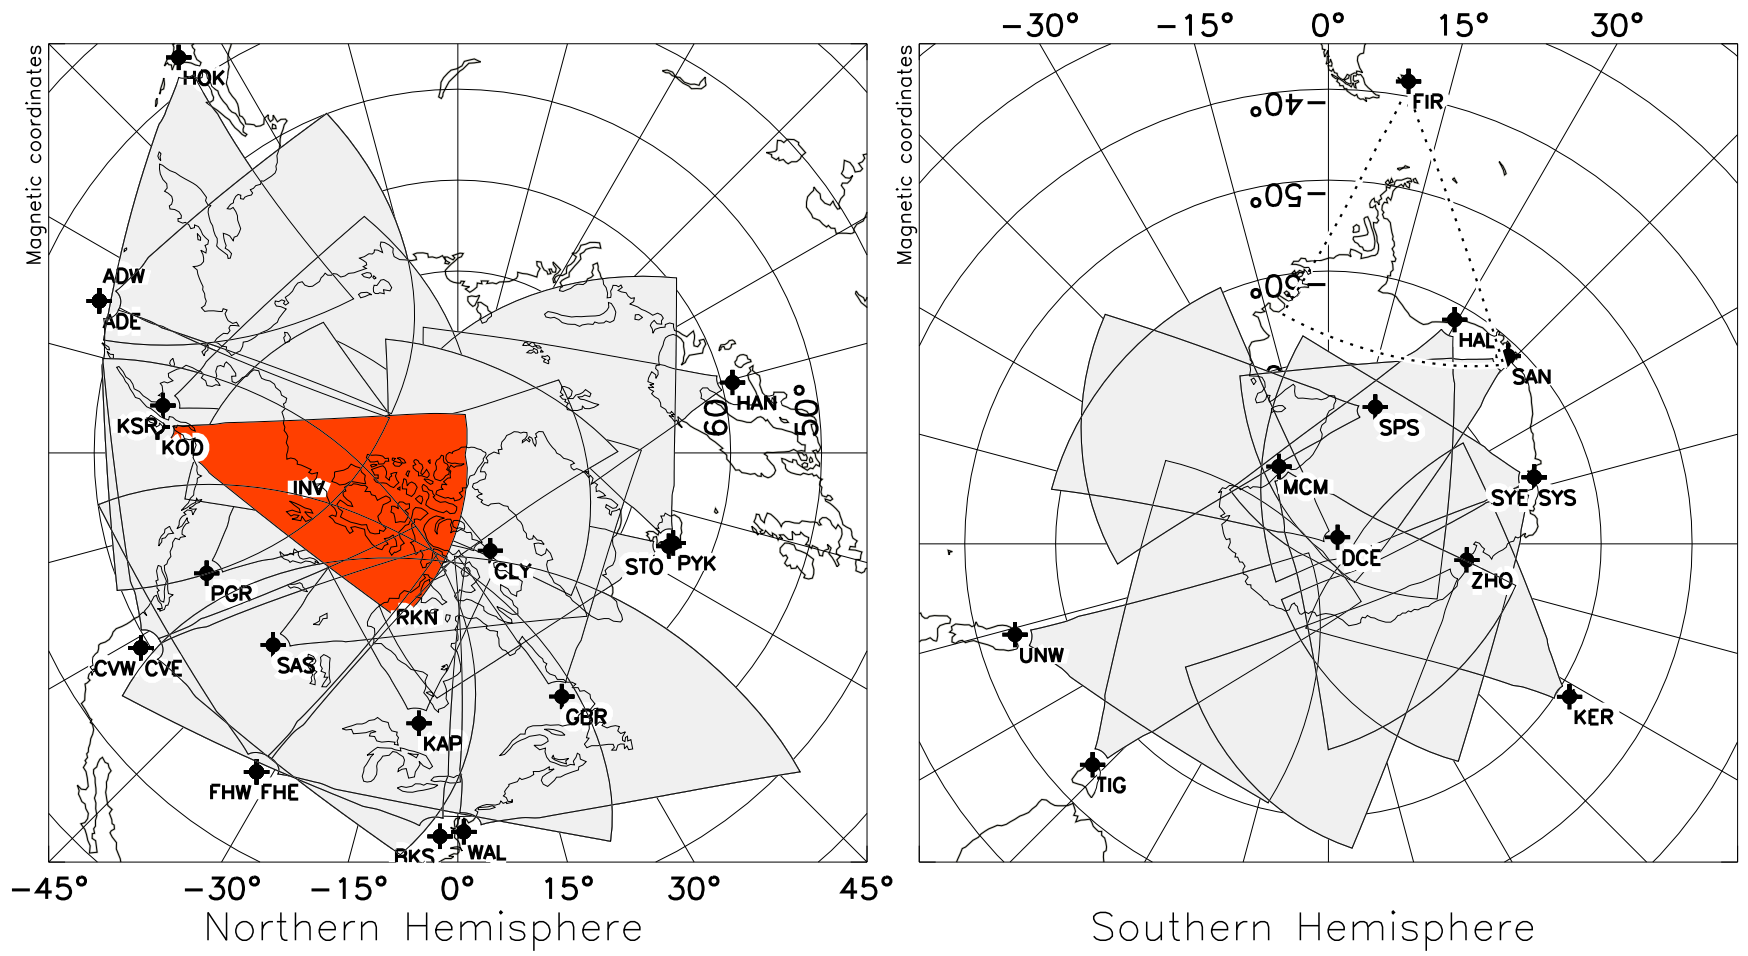 -30° -15° 0° 15° 30°
Magnetic coordinates
HOK
ADW
ADE
KSR
KOD
HAN
60
50°
INV
STO PYK
CLY
PGR
RKN
CVW CVE
SAS
GBR
KAP
FHW FHE
BKS
WAL
-45° -30° -15° 0° 15° 30° 45°
Northern Hemisphere
Magnetic coordinates
FIR
-40°
-50°
HAL
SAN
SPS
MCM
SYE SYS
DCE
ZHO
UNW
KER
TIG
Southern Hemisphere